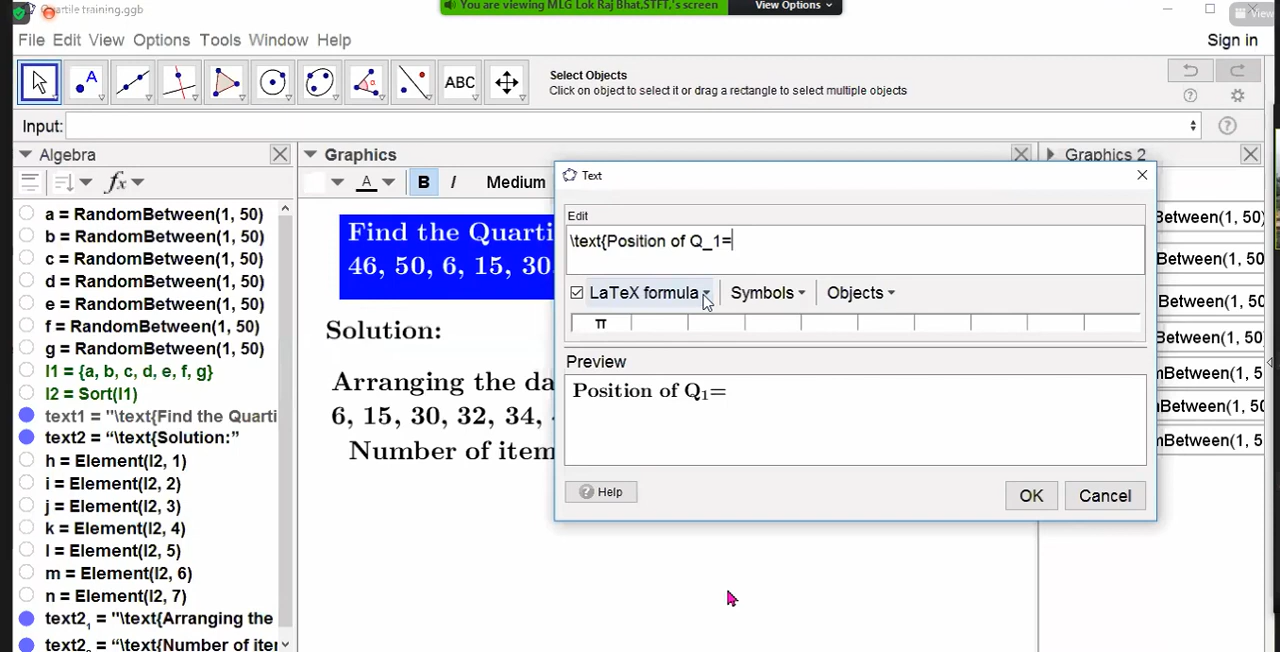 Quartile training.ggb
You are viewing MLG Lok Raj Bhat,STFT,'s screen
View Options
View
File Edit View Options Tools Window Help
Sign in
A
ABC
Select Objects
Click on object to select it or drag a rectangle to select multiple objects
Input:
Algebra
Graphics
Graphics 2
fx
A
B
I
Medium
a = RandomBetween(1, 50)
b = RandomBetween(1, 50)
c = RandomBetween(1, 50)
d = RandomBetween(1, 50)
e = RandomBetween(1, 50)
f = RandomBetween(1, 50)
g = RandomBetween(1, 50)
l1 = {a, b, c, d, e, f, g}
l2 = Sort(l1)
text1 = "\text{Find the Quarti
text2 = “\text{Solution:”
h = Element(l2, 1)
i = Element(l2, 2)
j = Element(l2, 3)
k = Element(l2, 4)
l = Element(l2, 5)
m = Element(l2, 6)
n = Element(l2, 7)
text2₁ = "\text{Arranging the
text2 = “\text{Number of iter
Find the Quarti
46, 50, 6, 15, 30,
Solution:
Arranging the da
6, 15, 30, 32, 34,
Number of item
Text
Edit
\text{Position of Q_1=
LaTeX formula
Symbols
Objects
π
Preview
Position of Q₁=
Help
OK
Cancel
Between(1, 50)
Between(1, 50
Between(1, 50)
Between(1, 50)
Between(1, 50
Between(1, 50
mBetween(1, 5